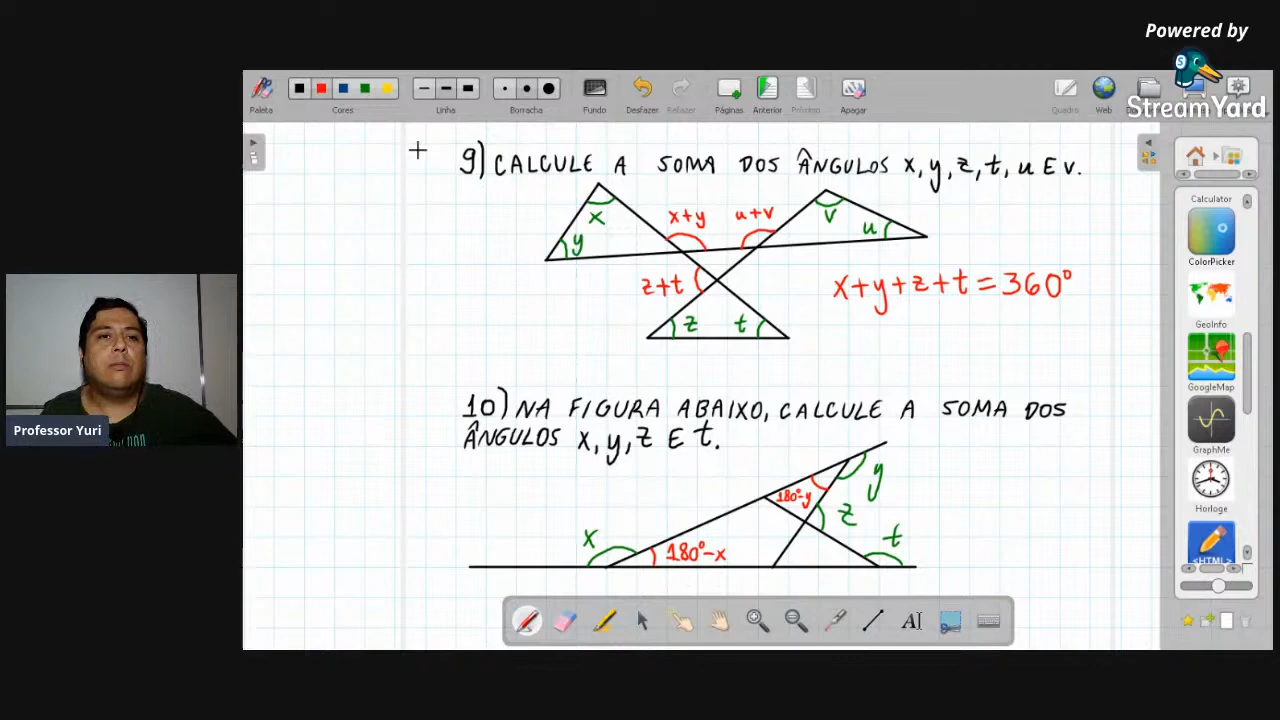 Powered by
StreamYard
Paleta
Cores
Linha
Borracha
Fundo
Desfazer
Refazer
Páginas
Anterior
Próximo
Apagar
Quadro
Web
9) CALCULE A SOMA DOS ÂNGULOS x, y, z, t, u E v.
x
x+y
u+v
v
y
u
z+t
x+y+z+t=360°
z
t
10) NA FIGURA ABAIXO, CALCULE A SOMA DOS
ÂNGULOS x, y, z E t.
180°-y
y
z
x
180°-x
t
Professor Yuri
Calculator
ColorPicker
GeoInfo
GoogleMap
GraphMe
Horloge
<HTML>